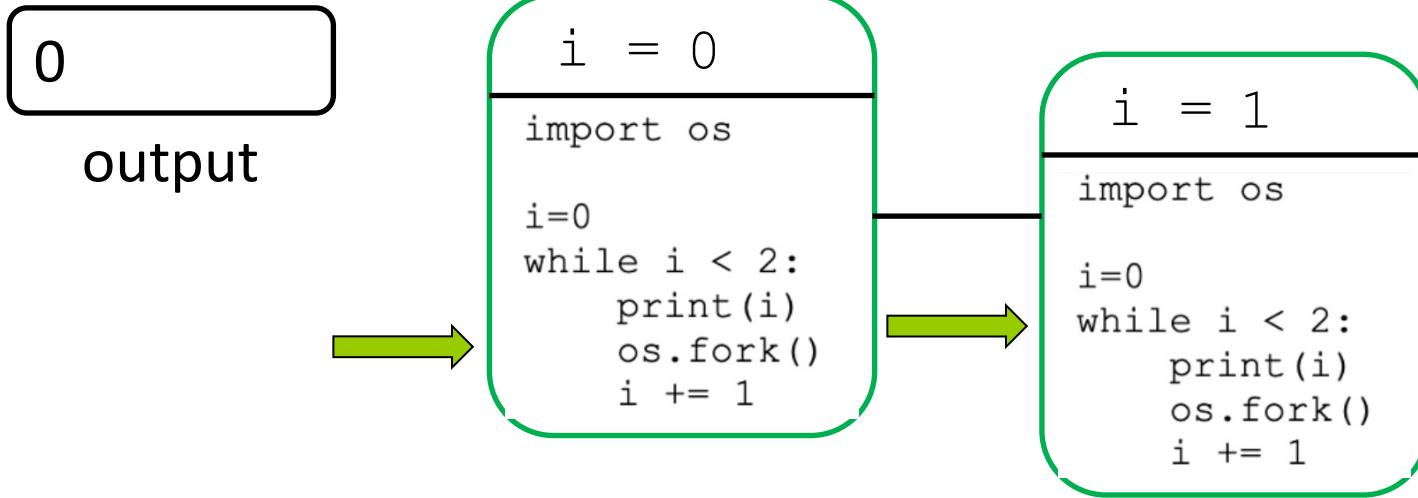 0
output
i = 0
import os
i=0
while i < 2:
    print(i)
    os.fork()
    i += 1
i = 1
import os
i=0
while i < 2:
    print(i)
    os.fork()
    i += 1